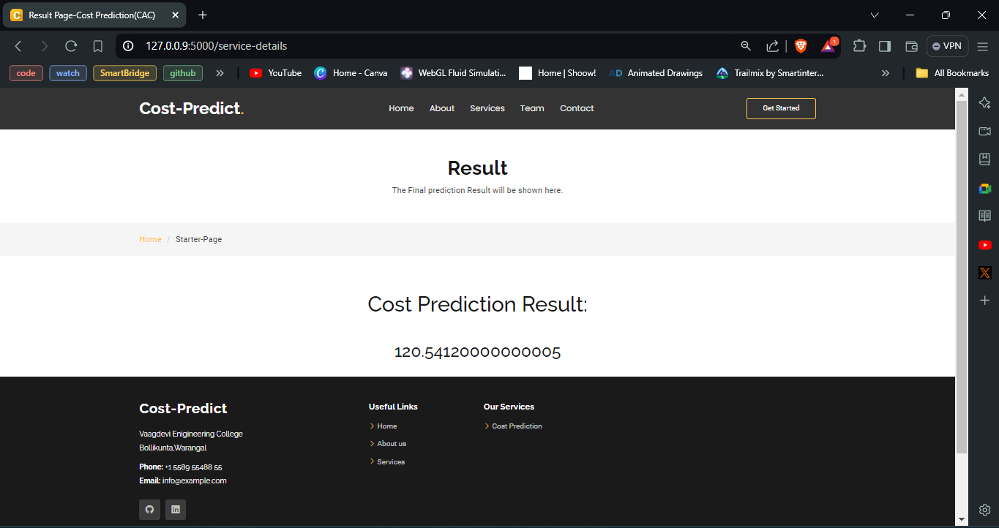 Result Page-Cost Prediction(CAC)
127.0.0.9:5000/service-details
1
VPN
code watch SmartBridge github » YouTube Home - Canva WebGL Fluid Simulati... Home | Shoow! AD Animated Drawings Trailmix by Smartinter... » All Bookmarks
Cost-Predict. Home About Services Team Contact Get Started
Result
The Final prediction Result will be shown here.
Home / Starter-Page
Cost Prediction Result:
120.54120000000005
Cost-Predict Useful Links Our Services
Home Cost Prediction
Vaagdevi Enigineering College
Bollikunta,Warangal About us
Services
Phone: +1 5589 55488 55
Email: info@example.com